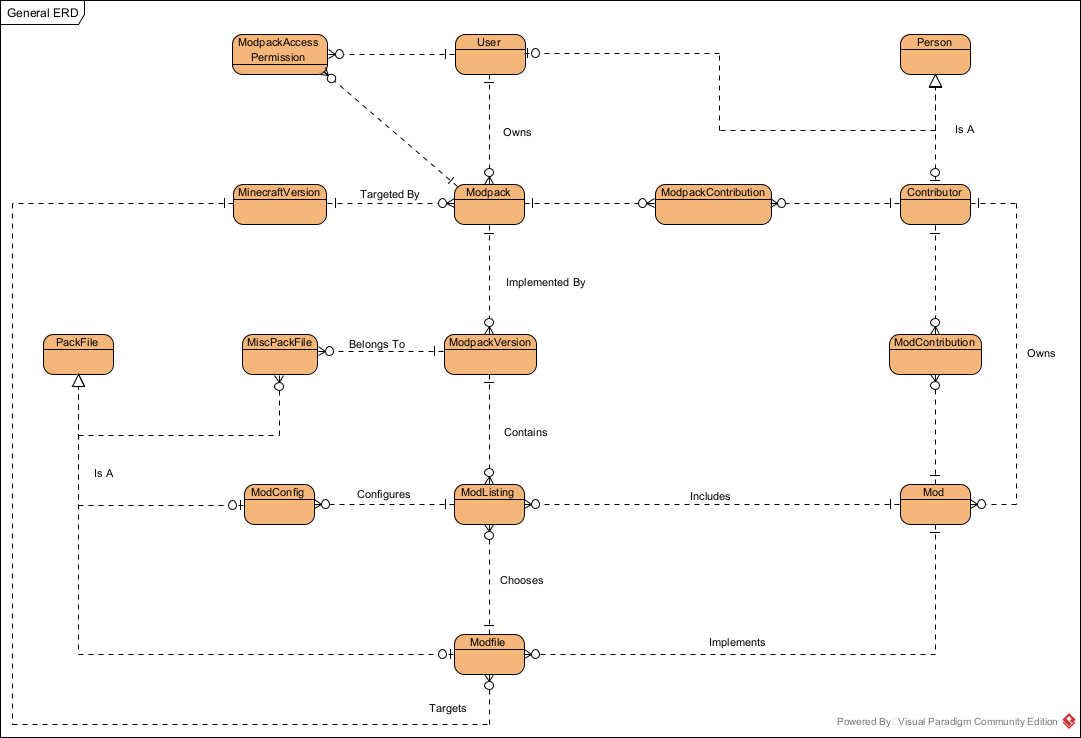 General ERD
ModpackAccess
Permission
User
Person
Owns
Is A
MinecraftVersion
Targeted By
Modpack
ModpackContribution
Contributor
Implemented By
PackFile
MiscPackFile
Belongs To
ModpackVersion
ModContribution
Owns
Contains
Is A
ModConfig
Configures
ModListing
Includes
Mod
Chooses
Modfile
Implements
Targets
Powered By Visual Paradigm Community Edition